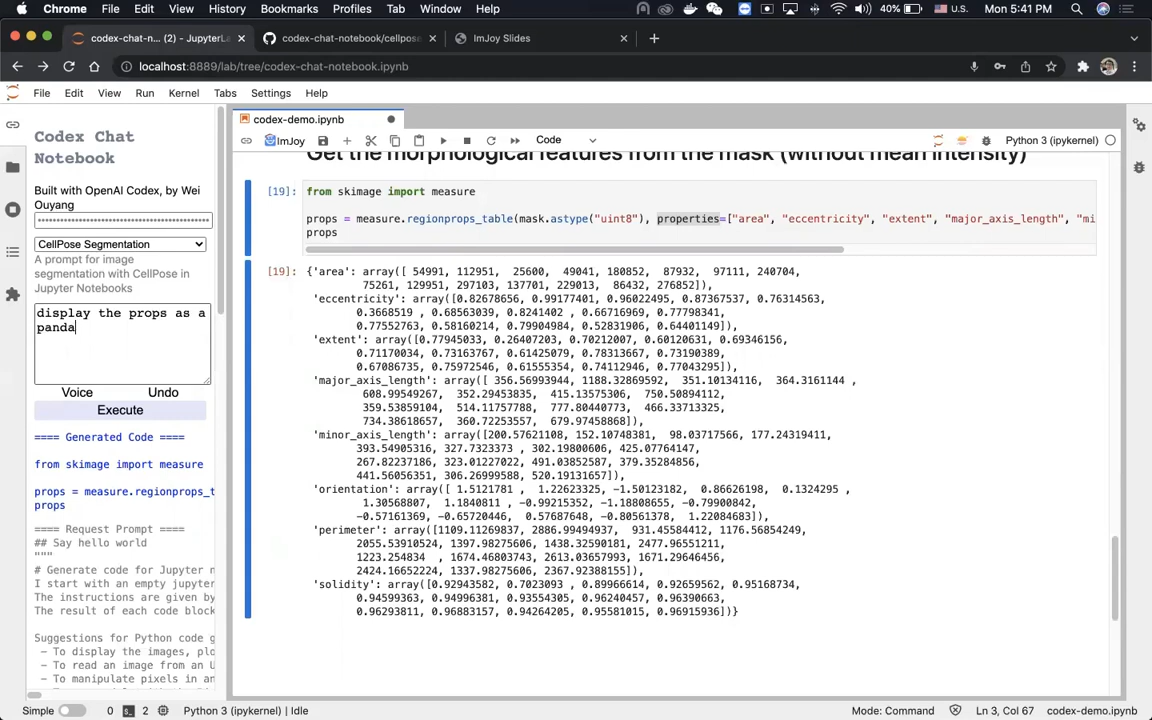 Chrome File Edit View History Bookmarks Profiles Tab Window Help 40% U.S. Mon 5:41 PM
codex-chat-n... (2) - JupyterLa
codex-chat-notebook/cellpose
ImJoy Slides
localhost:8889/lab/tree/codex-chat-notebook.ipynb
File Edit View Run Kernel Tabs Settings Help
Codex Chat
Notebook
Built with OpenAI Codex, by Wei
Ouyang
CellPose Segmentation
A prompt for image
segmentation with CellPose in
Jupyter Notebooks
display the props as a
panda
Voice Undo
Execute
==== Generated Code ====
from skimage import measure
props = measure.regionprops_t
props
==== Request Prompt ====
## Say hello world
"""
# Generate code for Jupyter n
I start with an empty jupyter
The instructions are given by
The result of each code block
Suggestions for Python code g
- To display the images, plo
- To read an image from an U
- To manipulate pixels in an
codex-demo.ipynb
ImJoy Code Python 3 (ipykernel)
Get the morphological features from the mask (without mean intensity)
[19]: from skimage import measure
props = measure.regionprops_table(mask.astype("uint8"), properties=["area", "eccentricity", "extent", "major_axis_length", "mi
props
[19]: {'area': array([ 54991, 112951, 25600, 49041, 180852, 87932, 97111, 240704,
75261, 129951, 297103, 137701, 229013, 86432, 276852]),
'eccentricity': array([0.82678656, 0.99177401, 0.96022495, 0.87367537, 0.76314563,
0.3668519 , 0.68563039, 0.8241402 , 0.66716969, 0.77798341,
0.77552763, 0.58160214, 0.79904984, 0.52831906, 0.64401149]),
'extent': array([0.77945033, 0.26407203, 0.70212007, 0.60120631, 0.69346156,
0.71170034, 0.73163767, 0.61425079, 0.78313667, 0.73190389,
0.67086735, 0.75972546, 0.61555354, 0.74112946, 0.77043295]),
'major_axis_length': array([ 356.56993944, 1188.32869592, 351.10134116, 364.3161144 ,
608.99549267, 352.29453835, 415.13575306, 750.50894112,
359.53859104, 514.11757788, 777.80440773, 466.33713325,
734.38618657, 360.72253557, 679.97458868]),
'minor_axis_length': array([200.57621108, 152.10748381, 98.03717566, 177.24319411,
393.54905316, 327.7323373 , 302.19800606, 425.07764147,
267.82237186, 323.01227022, 491.03852587, 379.35284856,
441.56056351, 306.26999588, 520.19131657]),
'orientation': array([ 1.5121781 , 1.22623325, -1.50123182, 0.86626198, 0.1324295 ,
1.30568807, 1.1840811 , -0.99215352, -1.18808655, -0.79900842,
-0.57161369, -0.65720446, 0.57687648, -0.80561378, 1.22084683]),
'perimeter': array([1109.11269837, 2886.99494937, 931.45584412, 1176.56854249,
2055.53910524, 1397.98275606, 1438.32590181, 2477.96551211,
1223.254834 , 1674.46803743, 2613.03657993, 1671.29646456,
2424.16652224, 1337.98275606, 2367.92388155]),
'solidity': array([0.92943582, 0.7023093 , 0.89966614, 0.92659562, 0.95168734,
0.94599363, 0.94996381, 0.93554305, 0.96240457, 0.96390663,
0.96293811, 0.96883157, 0.94264205, 0.95581015, 0.96915936])}
Simple 0 2 Python 3 (ipykernel) | Idle Mode: Command Ln 3, Col 67 codex-demo.ipynb